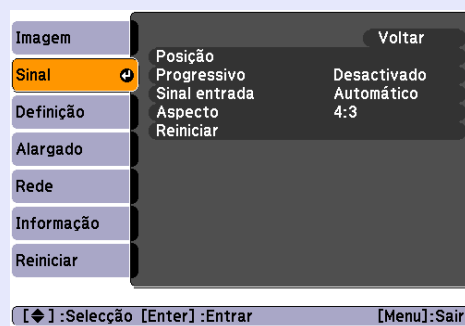 Imagem
Sinal
Definição
Alargado
Rede
Informação
Reiniciar
Voltar
Posição
Progressivo Desactivado
Sinal entrada Automático
Aspecto 4:3
Reiniciar
[ ] :Selecção [Enter] :Entrar [Menu]:Sair